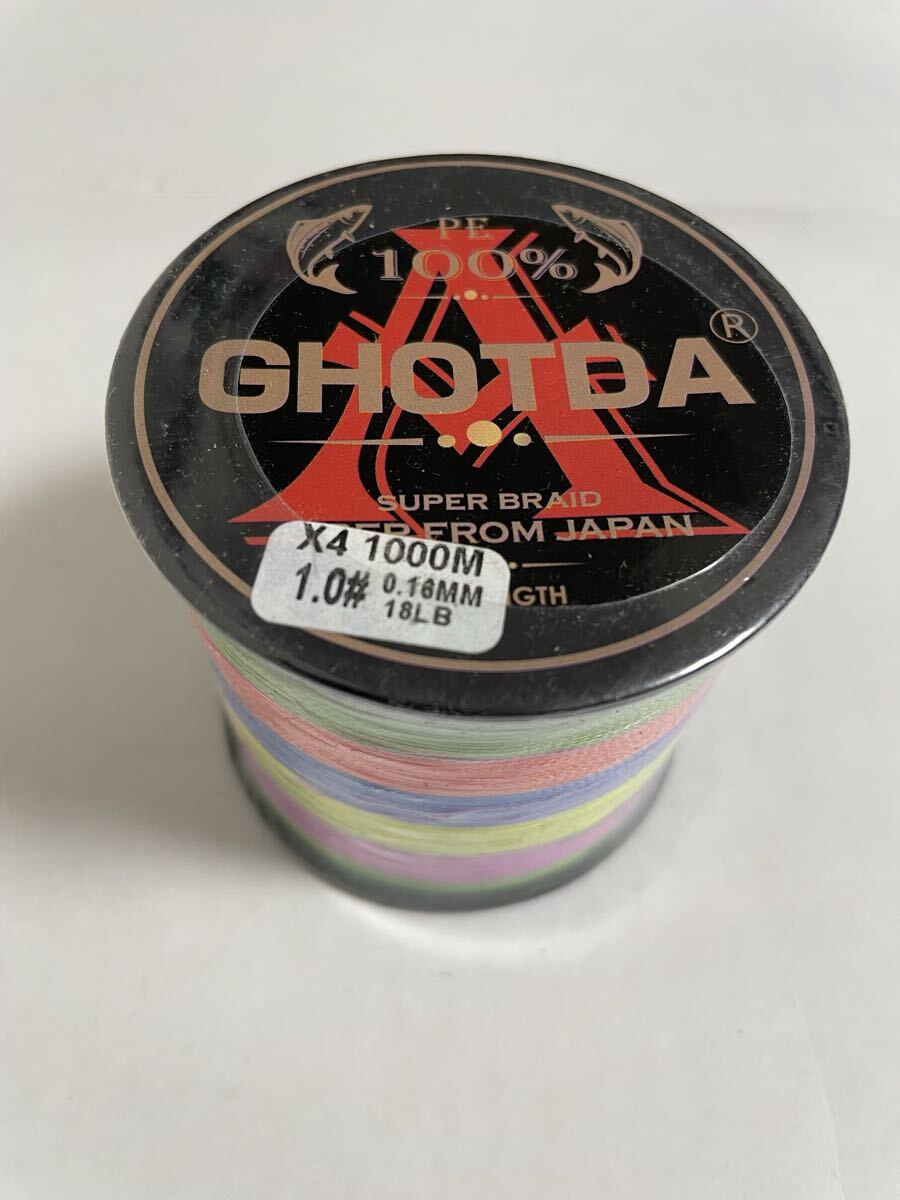 PE
100%
GHOTDA®
SUPER BRAID
FROM JAPAN
X4 1000M
1.0# 0.16MM
18LB